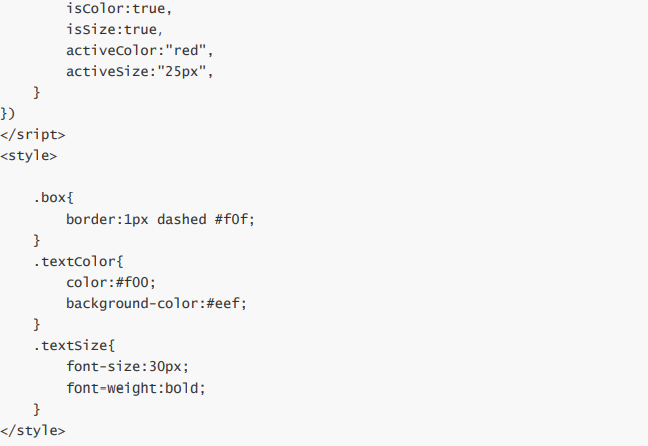 isColor:true,
isSize:true,
activeColor:"red",
activeSize:"25px",
}
})
</sript>
<style>
.box{
border:1px dashed #f0f;
}
.textColor{
color:#f00;
background-color:#eef;
}
.textSize{
font-size:30px;
font=weight:bold;
}
</style>